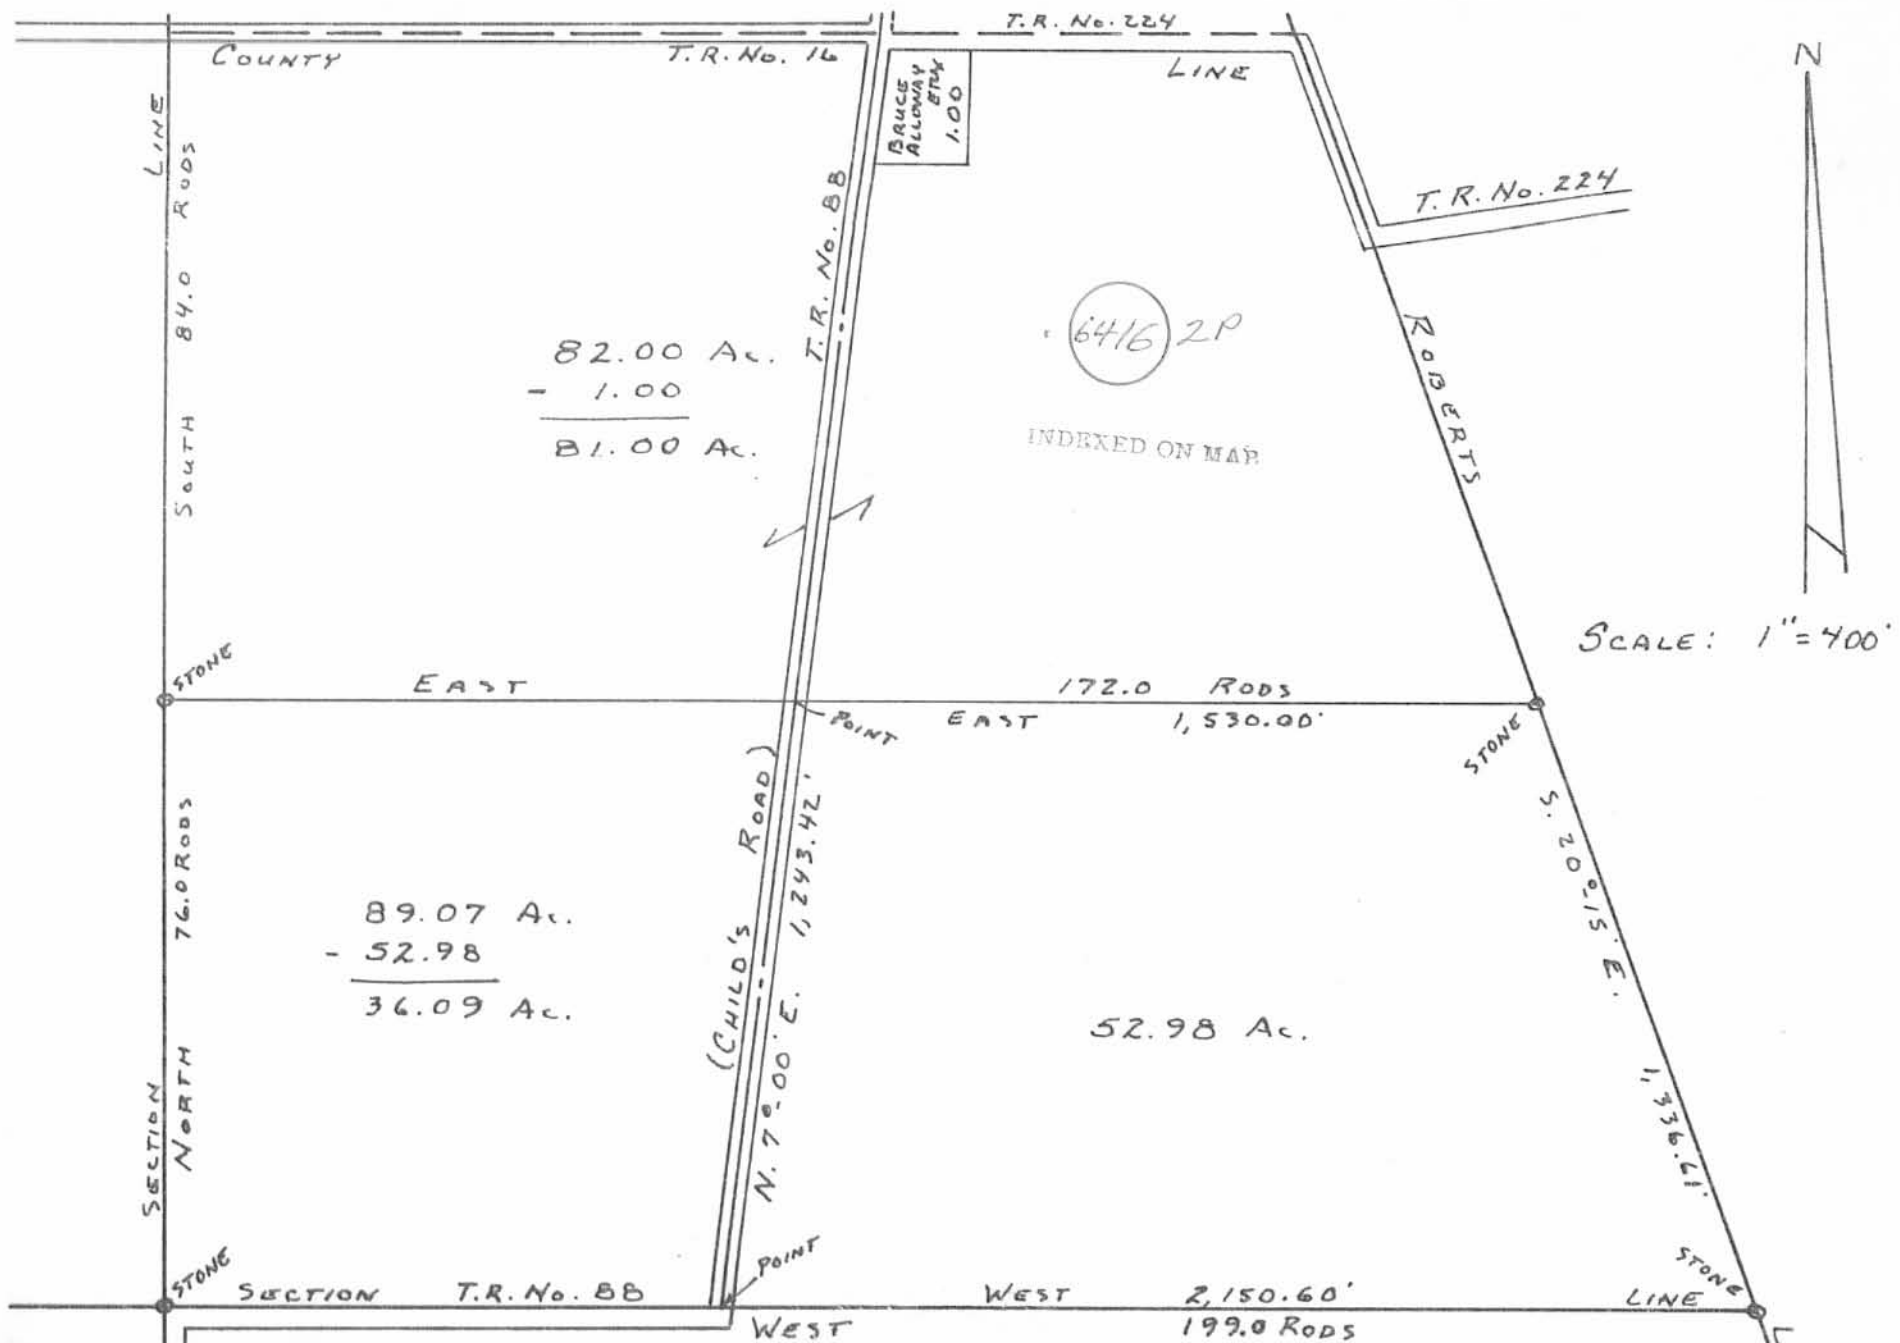 T.R. No. 224
COUNTY
T.R. No. 16
LINE
N
BRUCE
ALLOWAY
ETUX
1.00
LINE
T.R. No. 224
SOUTH 84.0 RODS
T.R. No. 88
82.00 Ac.
- 1.00
81.00 Ac.
6416 2P
INDEXED ON MAP
ROBERTS
SCALE: 1"=400'
STONE
EAST
172.0 RODS
POINT
EAST 1,530.00'
STONE
76.0 RODS
NORTH
SECTION
(CHILD'S ROAD)
N. 7°-00' E. 1,243.42'
S. 20°-15' E. 1,336.61'
89.07 Ac.
- 52.98
36.09 Ac.
52.98 Ac.
STONE
SECTION T.R. No. 88
POINT
WEST 2,150.60'
LINE
STONE
WEST
199.0 RODS